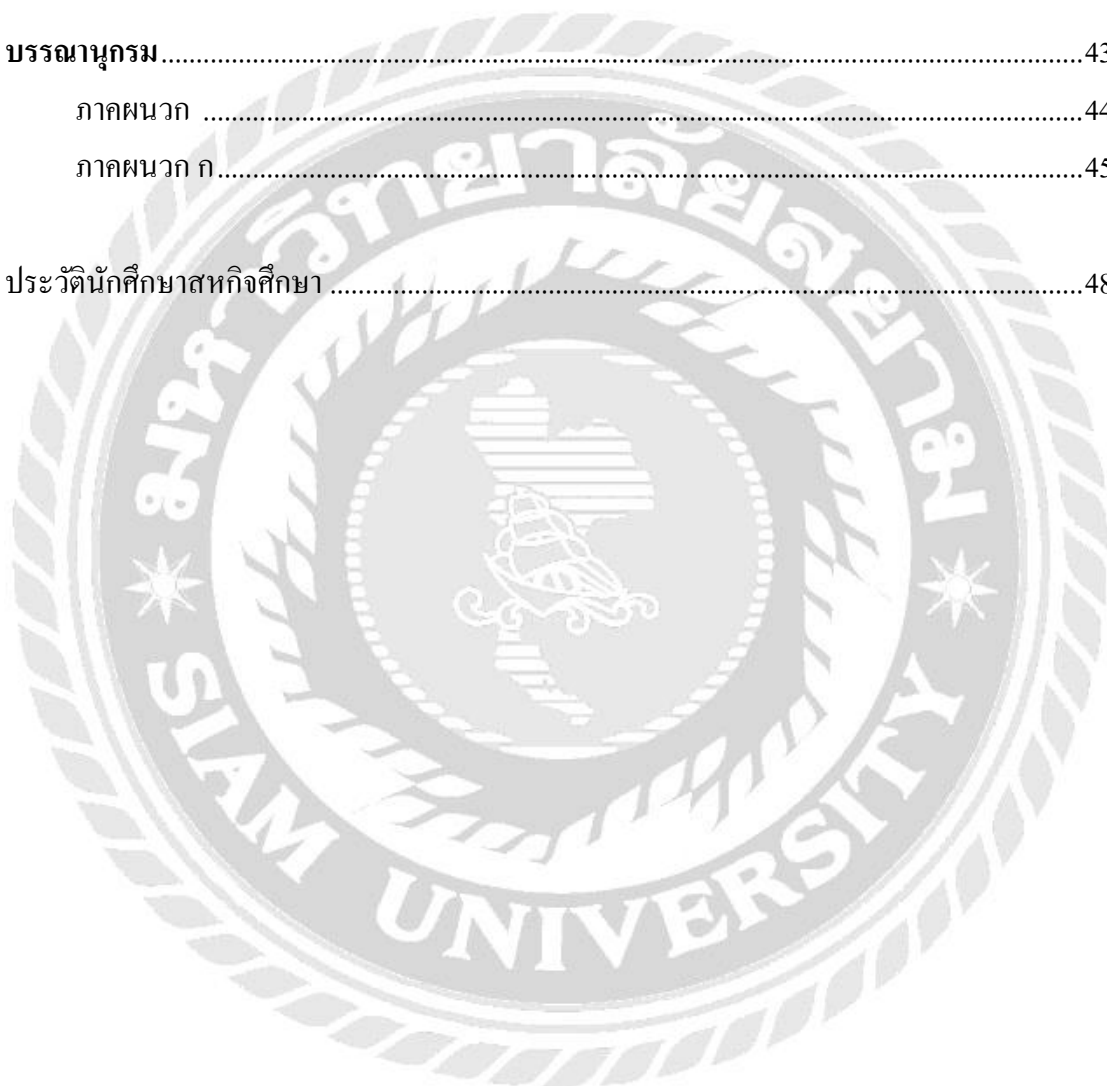 บรรณานุกรม....................................................................................................43
ภาคผนวก ....................................................................................................44
ภาคผนวก ก....................................................................................................45
ประวัตินักศึกษาสหกิจศึกษา ....................................................................................................48
มหาวิทยาลัยสยาม
SIAM UNIVERSITY